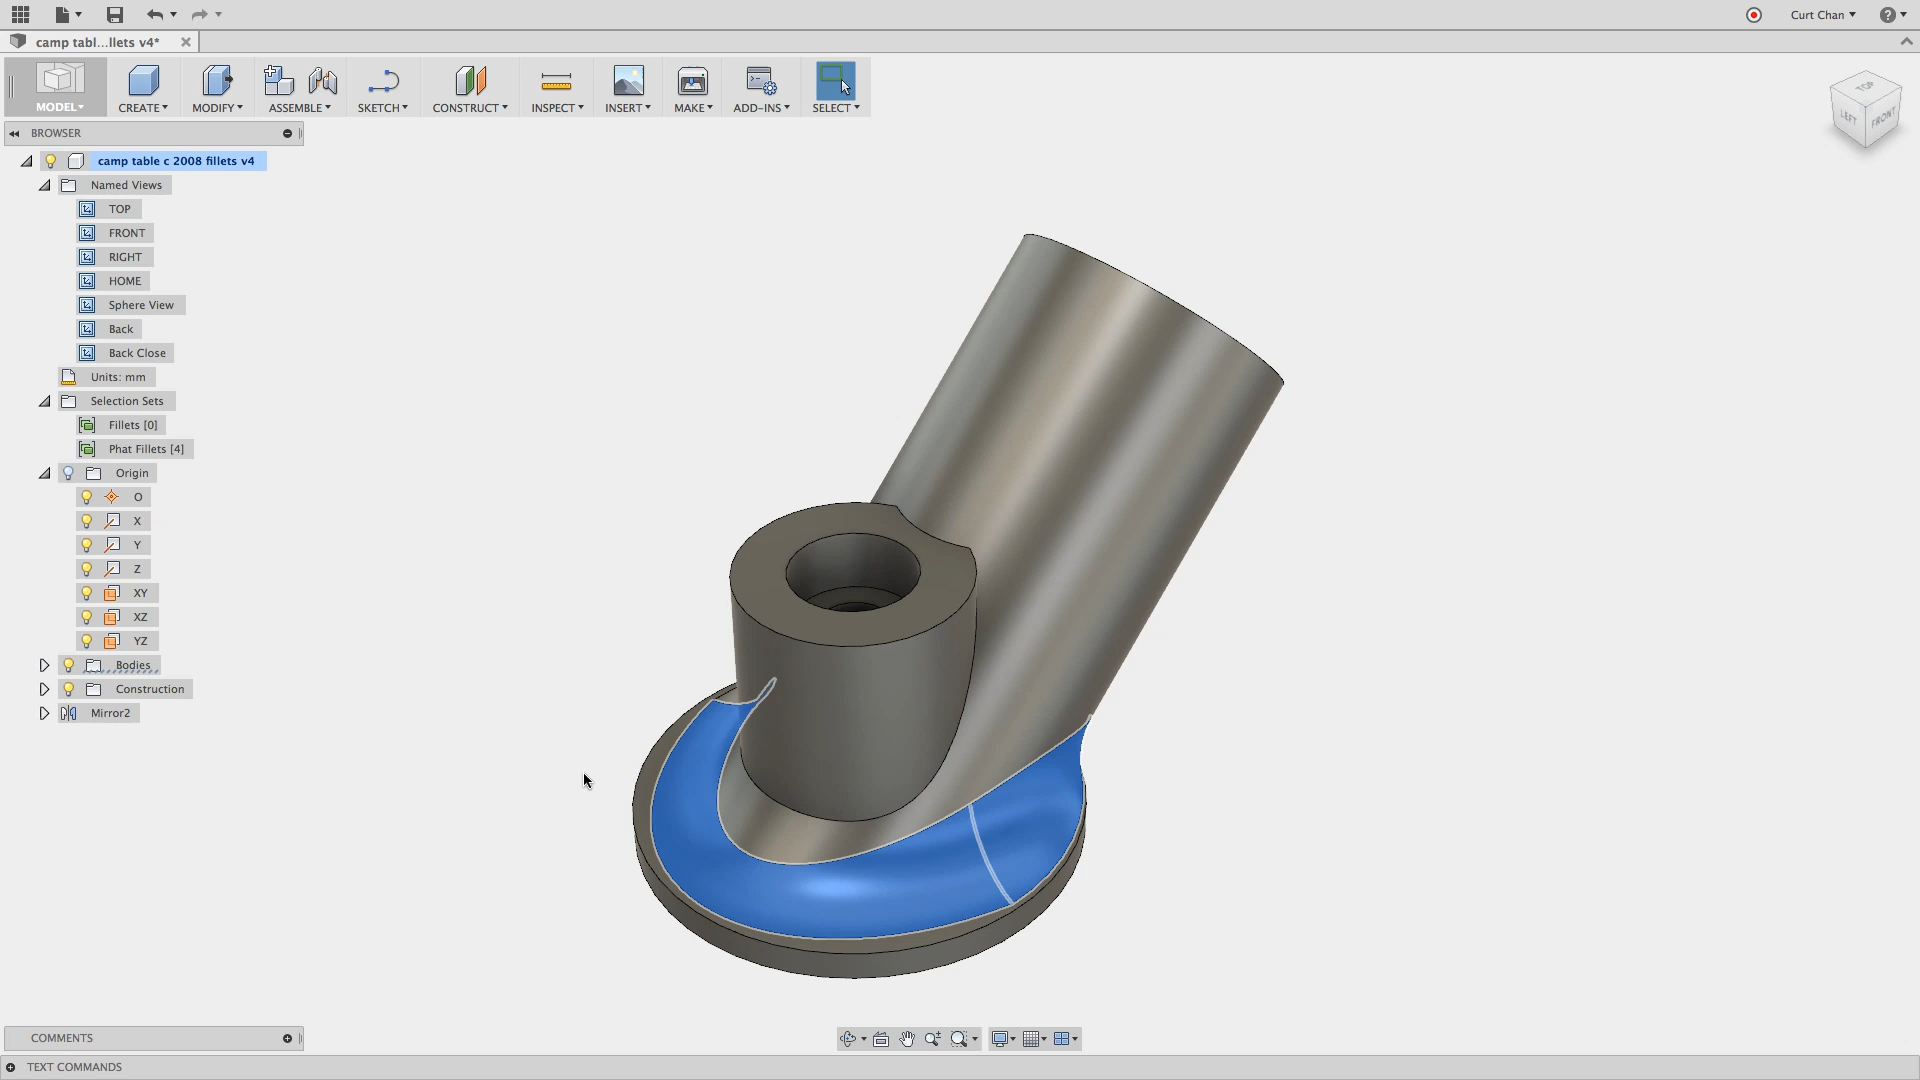 Curt Chan
camp tabl...llets v4*
MODEL
CREATE
MODIFY
ASSEMBLE
SKETCH
CONSTRUCT
INSPECT
INSERT
MAKE
ADD-INS
SELECT
TOP
LEFT
FRONT
BROWSER
camp table c 2008 fillets v4
Named Views
TOP
FRONT
RIGHT
HOME
Sphere View
Back
Back Close
Units: mm
Selection Sets
Fillets [0]
Phat Fillets [4]
Origin
O
X
Y
Z
XY
XZ
YZ
Bodies
Construction
Mirror2
COMMENTS
TEXT COMMANDS